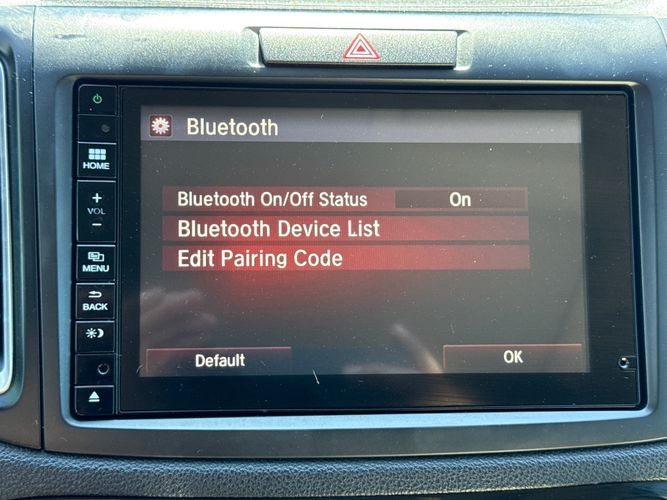 Bluetooth
HOME
Bluetooth On/Off Status On
+
VOL
Bluetooth Device List
−
Edit Pairing Code
MENU
BACK
Default OK